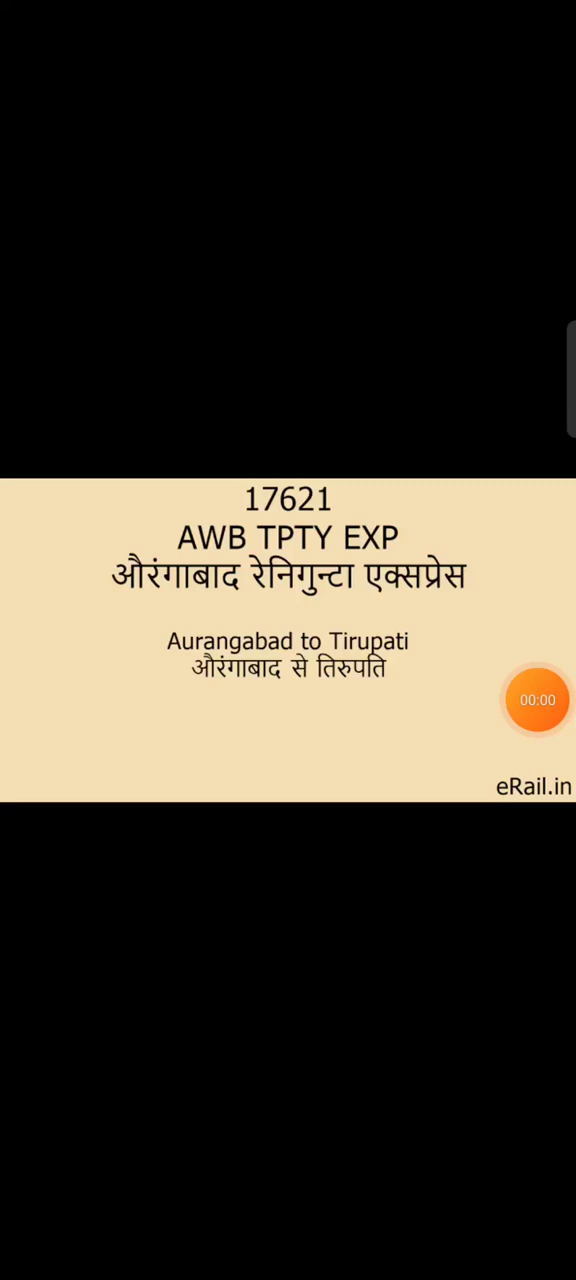 17621
AWB TPTY EXP
औरंगाबाद रेनिगुन्टा एक्सप्रेस
Aurangabad to Tirupati
औरंगाबाद से तिरुपति
00:00
eRail.in